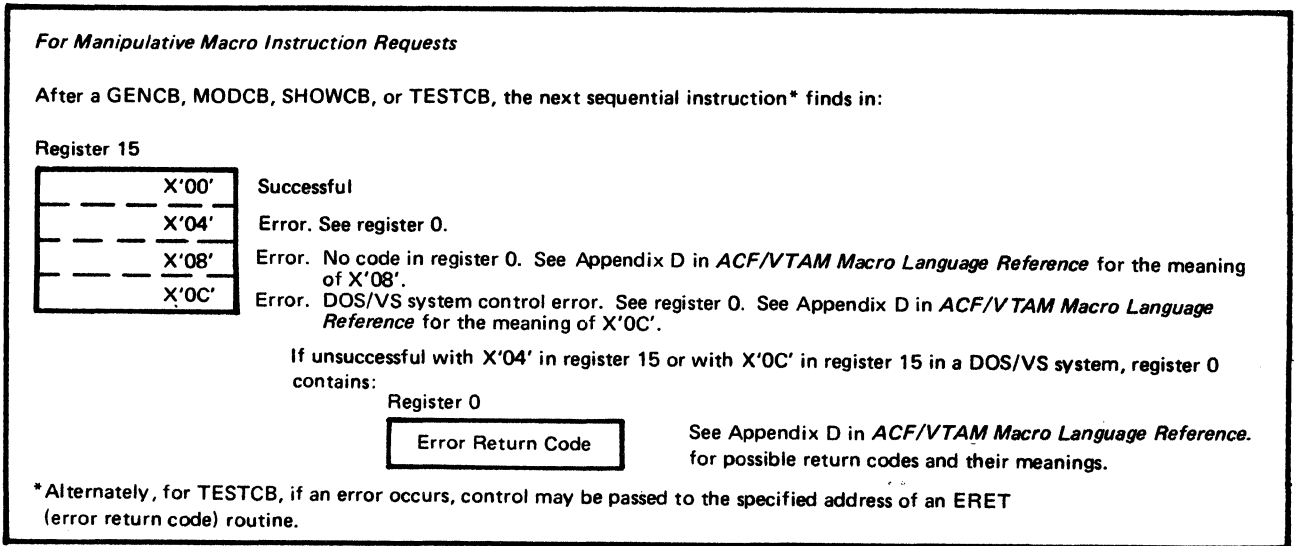 For Manipulative Macro Instruction Requests
After a GENCB, MODCB, SHOWCB, or TESTCB, the next sequential instruction* finds in:
Register 15
X'00' Successful
X'04' Error. See register 0.
X'08' Error. No code in register 0. See Appendix D in ACF/VTAM Macro Language Reference for the meaning
of X'08'.
X'0C' Error. DOS/VS system control error. See register 0. See Appendix D in ACF/VTAM Macro Language
Reference for the meaning of X'0C'.
If unsuccessful with X'04' in register 15 or with X'0C' in register 15 in a DOS/VS system, register 0
contains:
Register 0
Error Return Code
See Appendix D in ACF/VTAM Macro Language Reference.
for possible return codes and their meanings.
*Alternately, for TESTCB, if an error occurs, control may be passed to the specified address of an ERET
(error return code) routine.